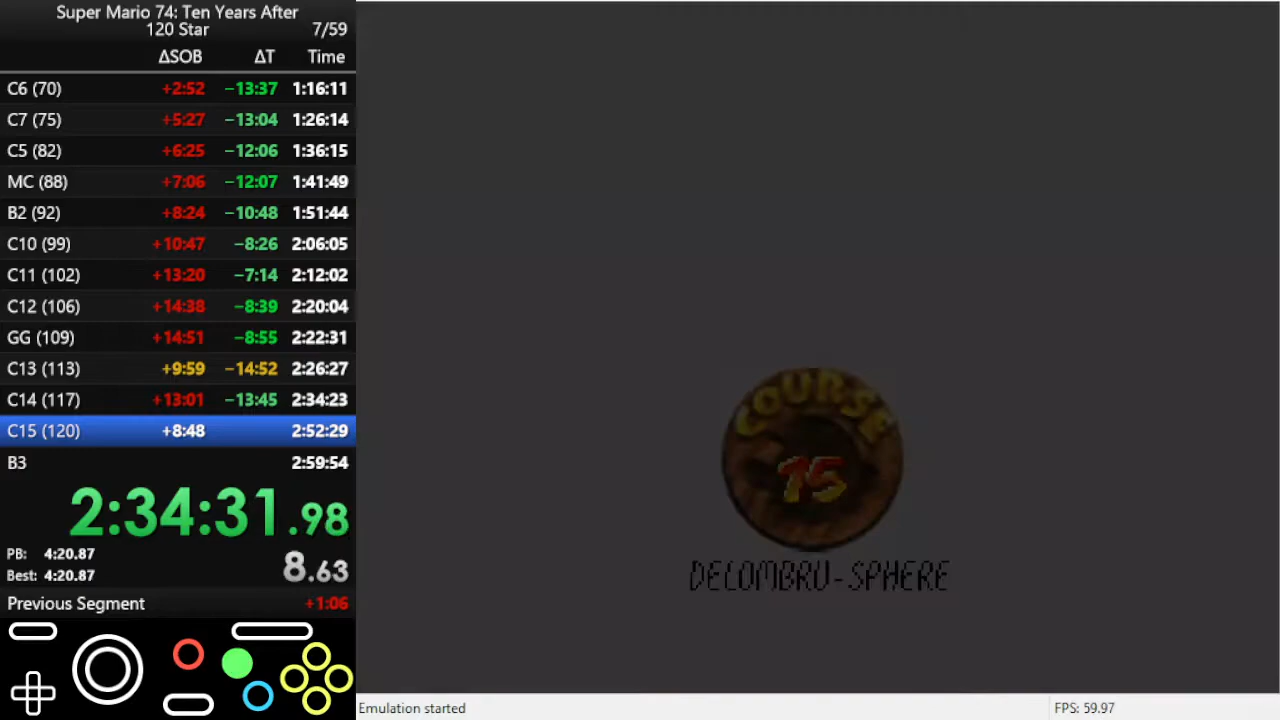 Super Mario 74: Ten Years After
120 Star 7/59
ΔSOB ΔT Time
C6 (70) +2:52 −13:37 1:16:11
C7 (75) +5:27 −13:04 1:26:14
C5 (82) +6:25 −12:06 1:36:15
MC (88) +7:06 −12:07 1:41:49
B2 (92) +8:24 −10:48 1:51:44
C10 (99) +10:47 −8:26 2:06:05
C11 (102) +13:20 −7:14 2:12:02
C12 (106) +14:38 −8:39 2:20:04
GG (109) +14:51 −8:55 2:22:31
C13 (113) +9:59 −14:52 2:26:27
C14 (117) +13:01 −13:45 2:34:23
C15 (120) +8:48 2:52:29
B3 2:59:54
2:34:31.98
PB: 4:20.87
8.63
Best: 4:20.87
Previous Segment +1:06
COURSE
15
DECOMBRU-SPHERE
Emulation started FPS: 59.97